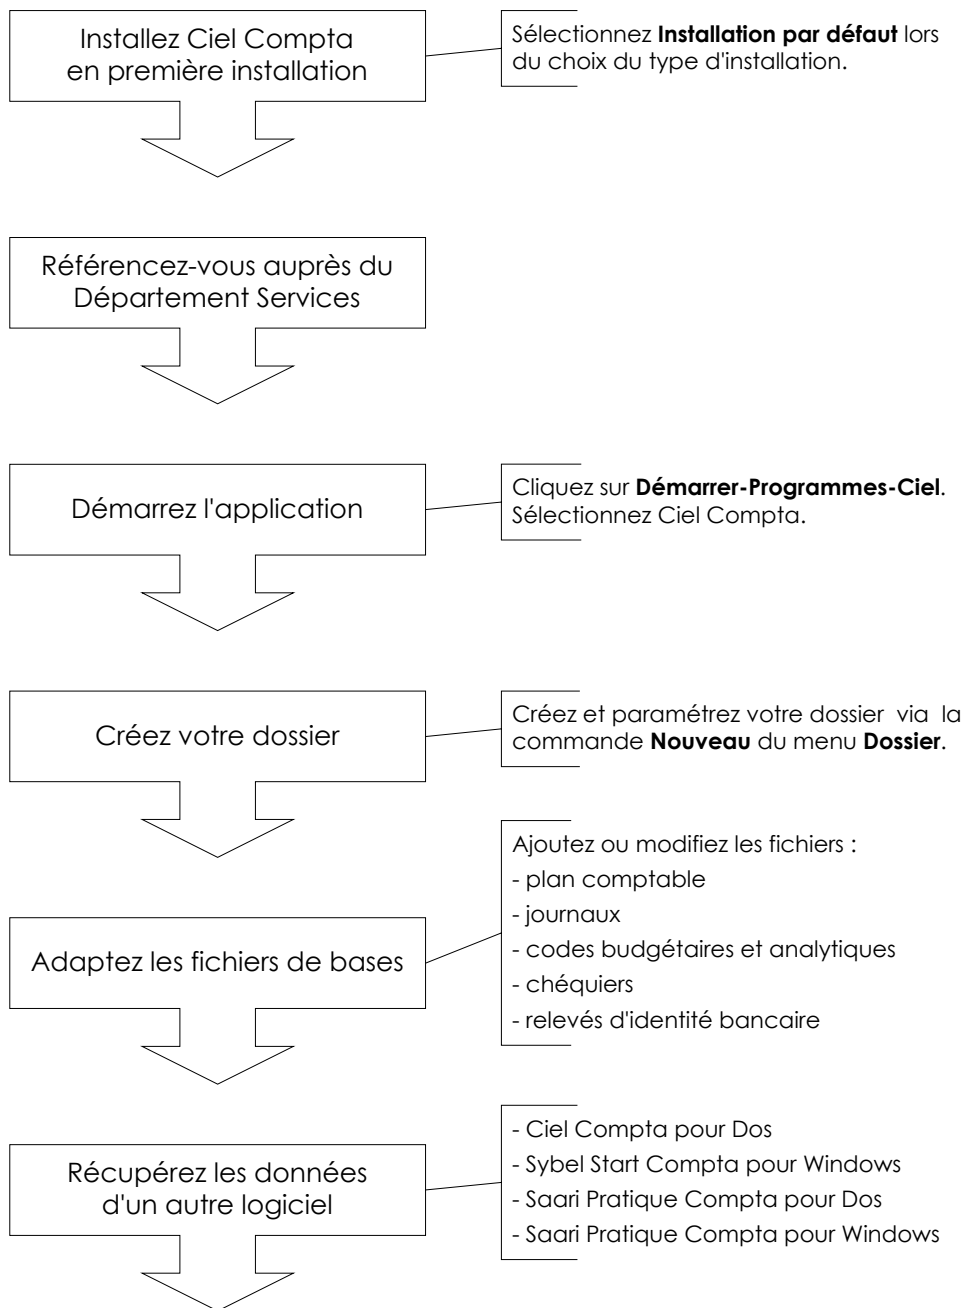 Installez Ciel Compta
en première installation
Sélectionnez Installation par défaut lors
du choix du type d'installation.
Référencez-vous auprès du
Département Services
Démarrez l'application
Cliquez sur Démarrer-Programmes-Ciel.
Sélectionnez Ciel Compta.
Créez votre dossier
Créez et paramétrez votre dossier via la
commande Nouveau du menu Dossier.
Adaptez les fichiers de bases
Ajoutez ou modifiez les fichiers :
- plan comptable
- journaux
- codes budgétaires et analytiques
- chéquiers
- relevés d'identité bancaire
Récupérez les données
d'un autre logiciel
- Ciel Compta pour Dos
- Sybel Start Compta pour Windows
- Saari Pratique Compta pour Dos
- Saari Pratique Compta pour Windows